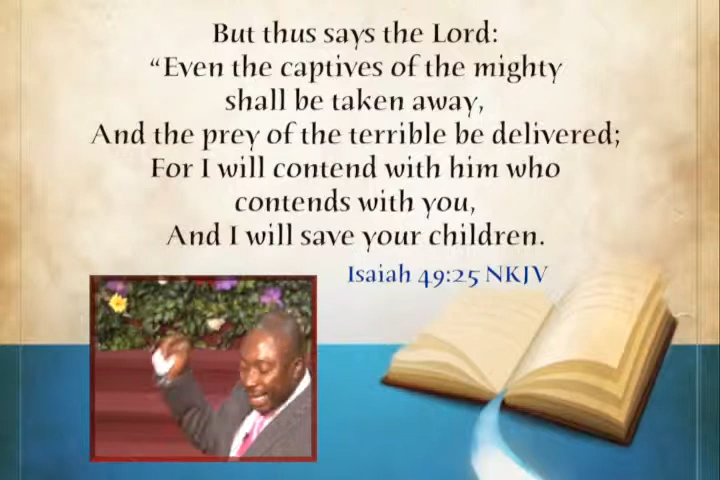 But thus says the Lord:
“Even the captives of the mighty
shall be taken away,
And the prey of the terrible be delivered;
For I will contend with him who
contends with you,
And I will save your children.
Isaiah 49:25 NKJV